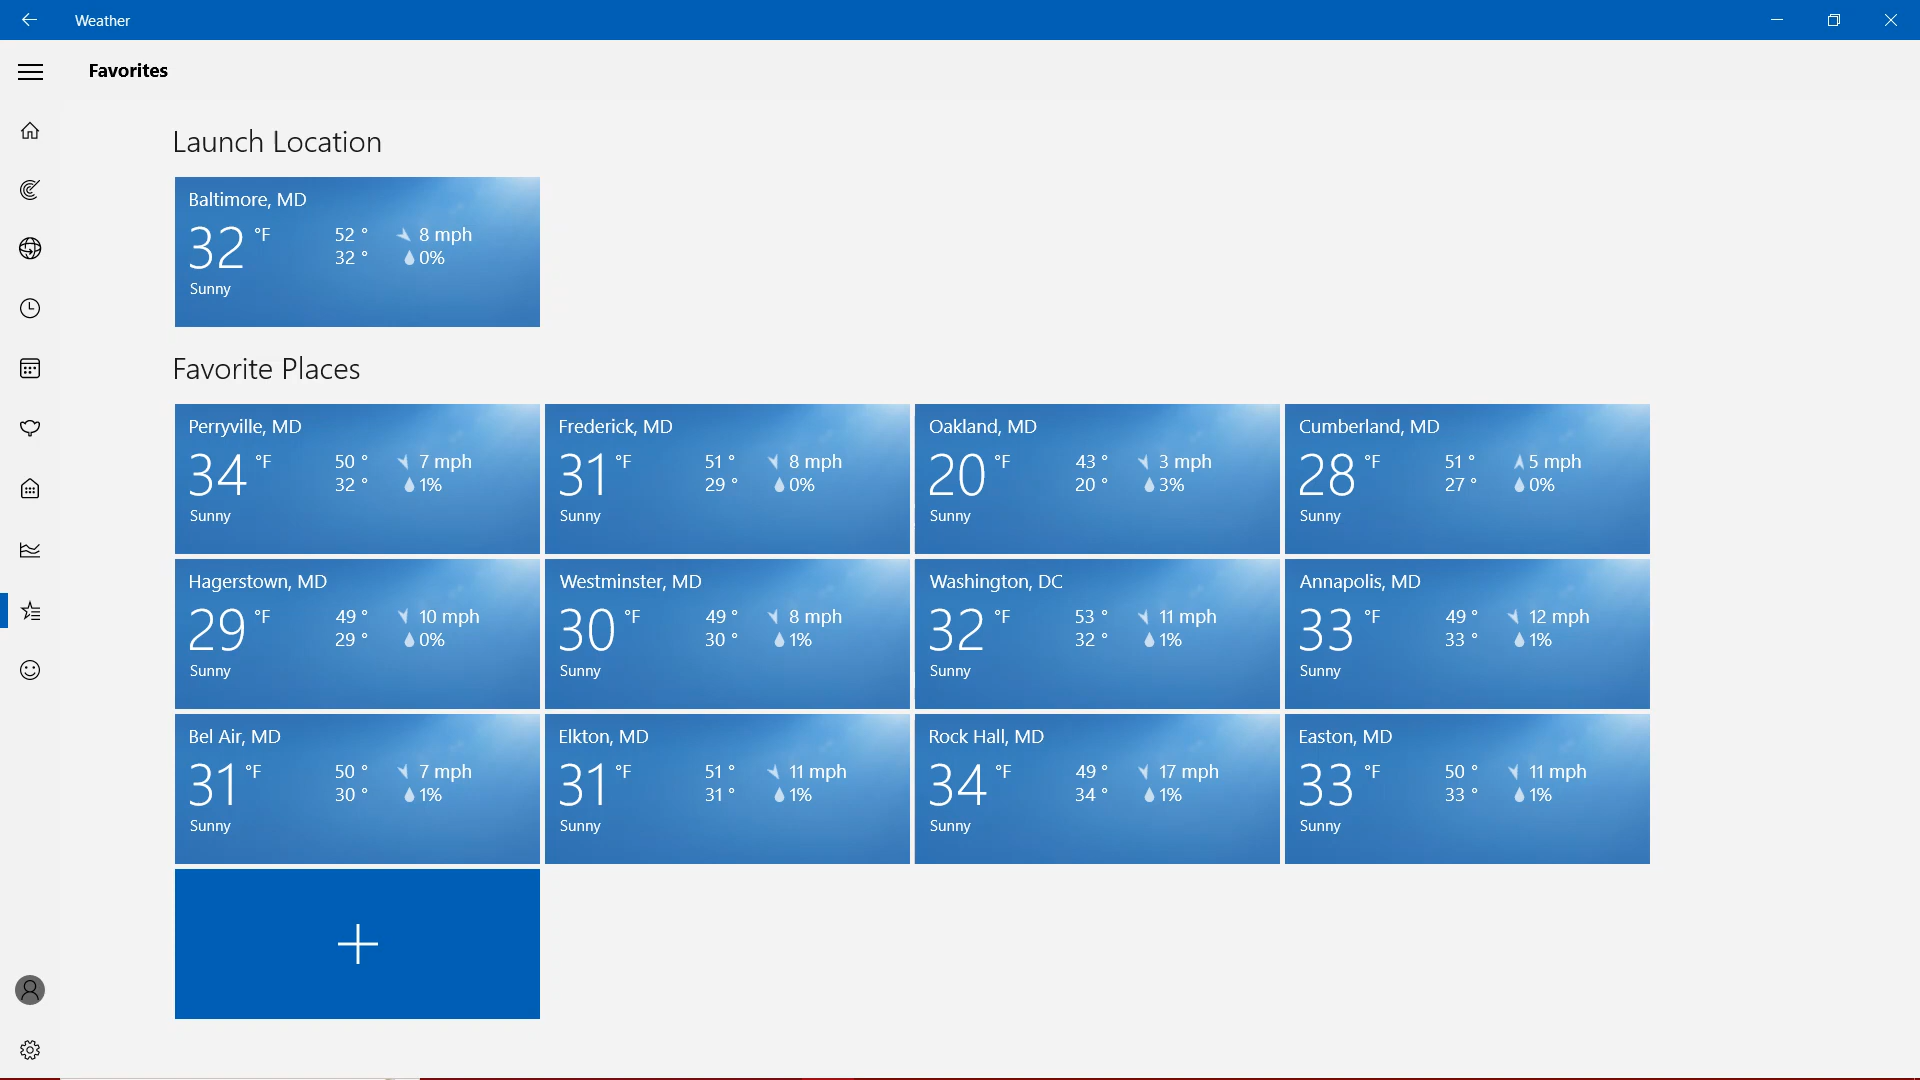 Weather
Favorites
Launch Location
Baltimore, MD
32 °F 52 ° 8 mph
32 ° 0%
Sunny
Favorite Places
Perryville, MD
34 °F 50 ° 7 mph
32 ° 1%
Sunny
Frederick, MD
31 °F 51 ° 8 mph
29 ° 0%
Sunny
Oakland, MD
20 °F 43 ° 3 mph
20 ° 3%
Sunny
Cumberland, MD
28 °F 51 ° 5 mph
27 ° 0%
Sunny
Hagerstown, MD
29 °F 49 ° 10 mph
29 ° 0%
Sunny
Westminster, MD
30 °F 49 ° 8 mph
30 ° 1%
Sunny
Washington, DC
32 °F 53 ° 11 mph
32 ° 1%
Sunny
Annapolis, MD
33 °F 49 ° 12 mph
33 ° 1%
Sunny
Bel Air, MD
31 °F 50 ° 7 mph
30 ° 1%
Sunny
Elkton, MD
31 °F 51 ° 11 mph
31 ° 1%
Sunny
Rock Hall, MD
34 °F 49 ° 17 mph
34 ° 1%
Sunny
Easton, MD
33 °F 50 ° 11 mph
33 ° 1%
Sunny